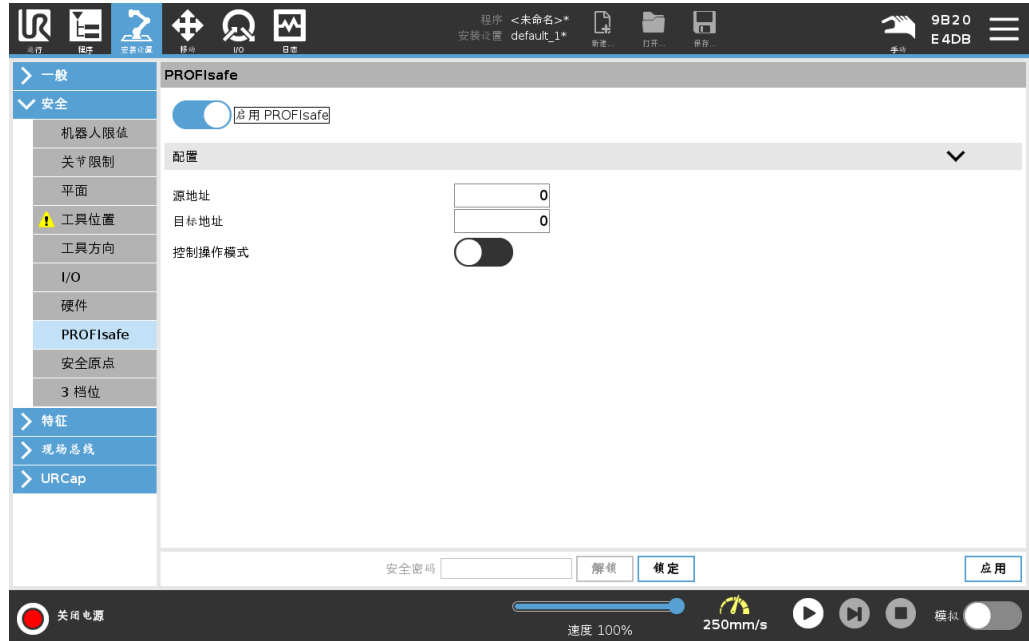 UR
运行
程序
安装设置
移动
I/O
日志
程序 <未命名>*
安装设置 default_1*
新建...
打开...
保存...
手动
9B20
E4DB
一般
安全
机器人限值
关节限制
平面
工具位置
工具方向
I/O
硬件
PROFIsafe
安全原点
3 档位
特征
现场总线
URCap
PROFIsafe
启用 PROFIsafe
配置
源地址 0
目标地址 0
控制操作模式
安全密码
解锁
锁定
应用
关闭电源
速度 100%
250mm/s
模拟